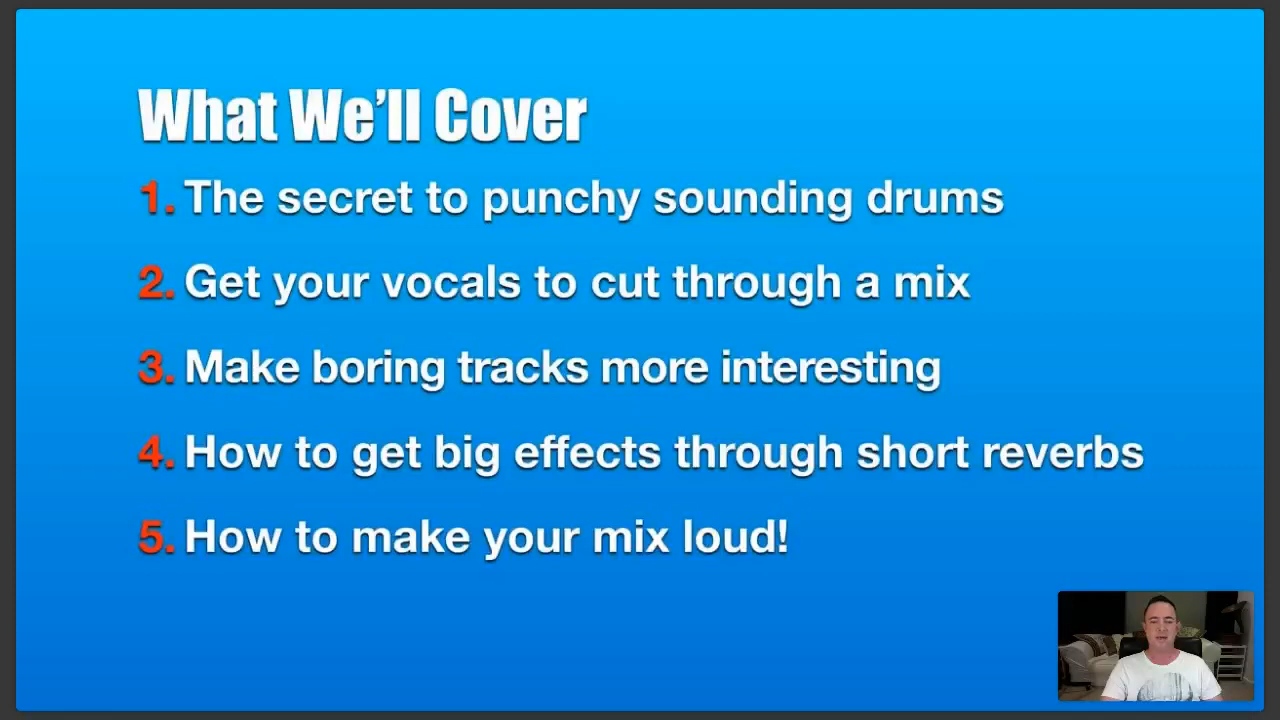 What We’ll Cover
1. The secret to punchy sounding drums
2. Get your vocals to cut through a mix
3. Make boring tracks more interesting
4. How to get big effects through short reverbs
5. How to make your mix loud!